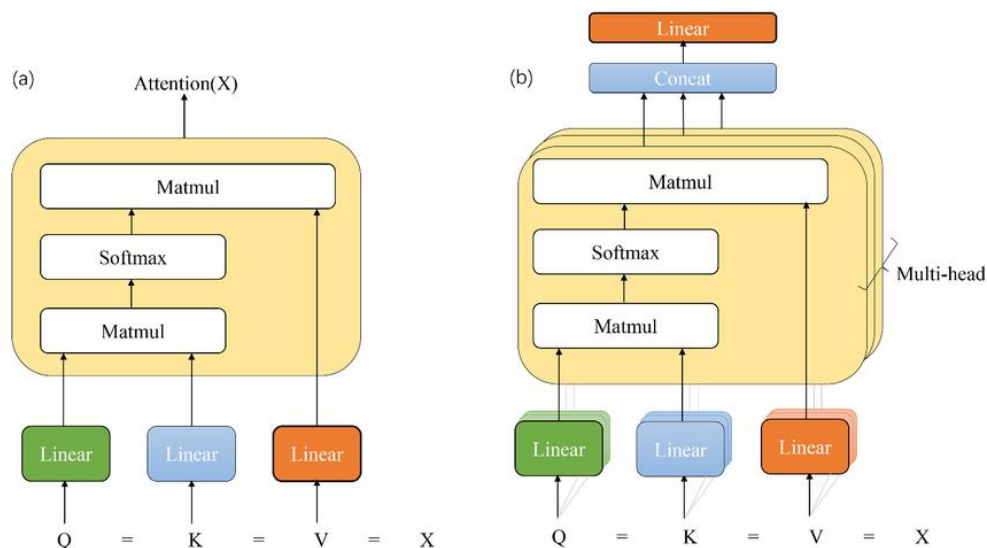 (a)
Attention(X)
Matmul
Softmax
Matmul
Linear Linear Linear
Q = K = V = X
(b)
Linear
Concat
Matmul
Softmax
Matmul
Multi-head
Linear Linear Linear
Q = K = V = X